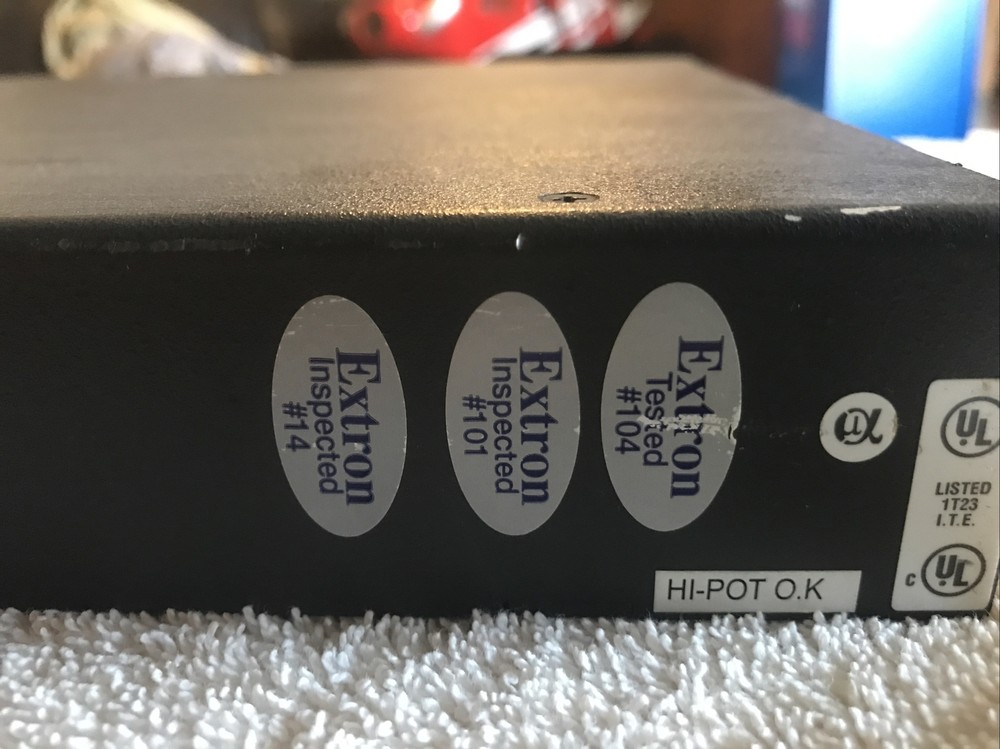 Extron
Inspected
#14
Extron
Inspected
#101
Extron
Tested
#104
UL
LISTED
1T23
I.T.E.
C UL
HI-POT O.K